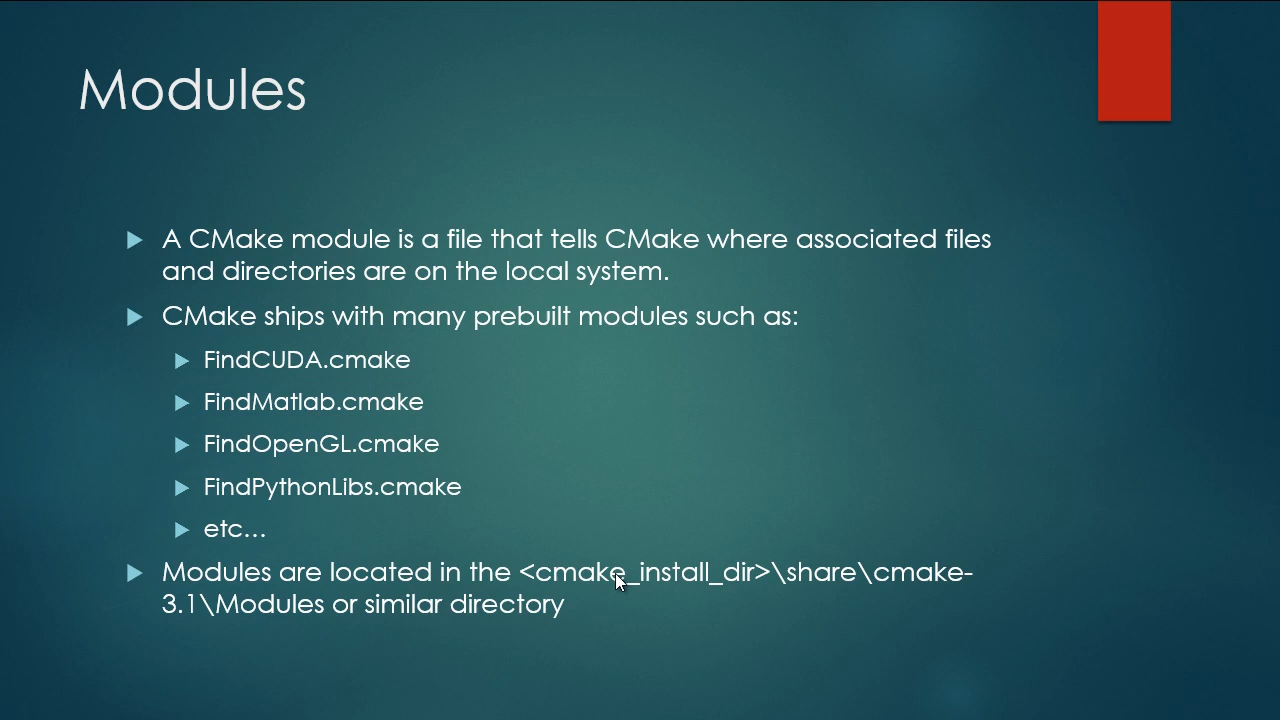 Modules
A CMake module is a file that tells CMake where associated files
and directories are on the local system.
CMake ships with many prebuilt modules such as:
FindCUDA.cmake
FindMatlab.cmake
FindOpenGL.cmake
FindPythonLibs.cmake
etc...
Modules are located in the <cmake_install_dir>\share\cmake-
3.1\Modules or similar directory